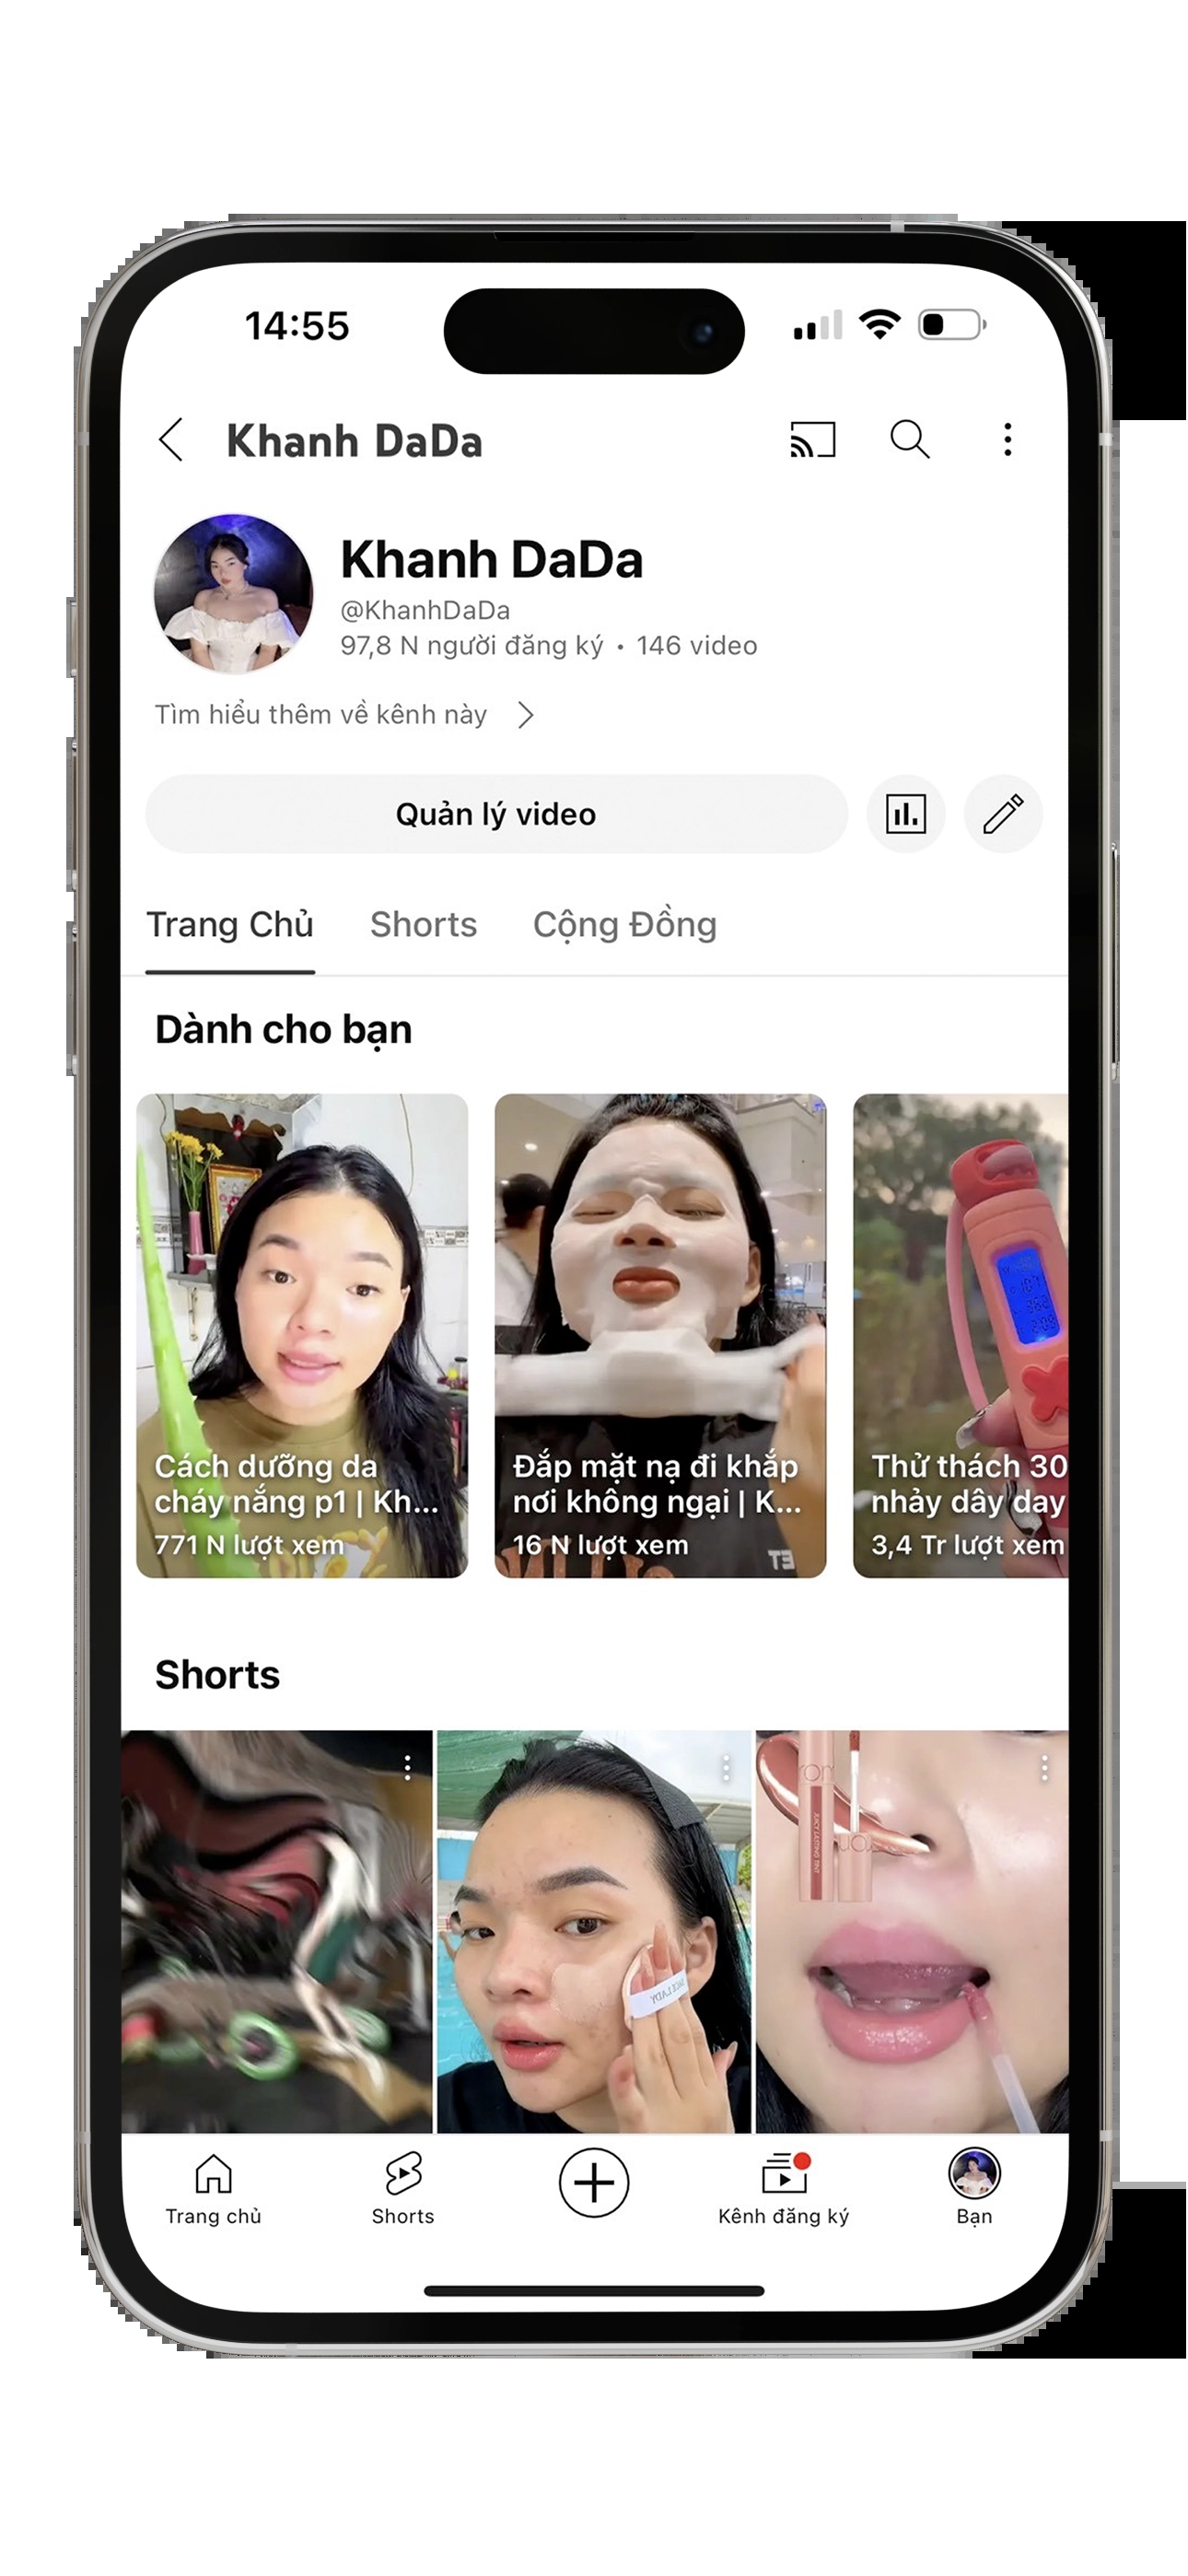 14:55
Khanh DaDa
Khanh DaDa
@KhanhDaDa
97,8 N người đăng ký • 146 video
Tìm hiểu thêm về kênh này
Quản lý video
Trang Chủ
Shorts
Cộng Đồng
Dành cho bạn
Cách dưỡng da
cháy nắng p1 | Kh...
771 N lượt xem
Đắp mặt nạ đi khắp
nơi không ngại | K...
16 N lượt xem
Thử thách 30
nhảy dây day
3,4 Tr lượt xem
Shorts
JUICY LASTING TINT
Trang chủ
Shorts
Kênh đăng ký
Bạn